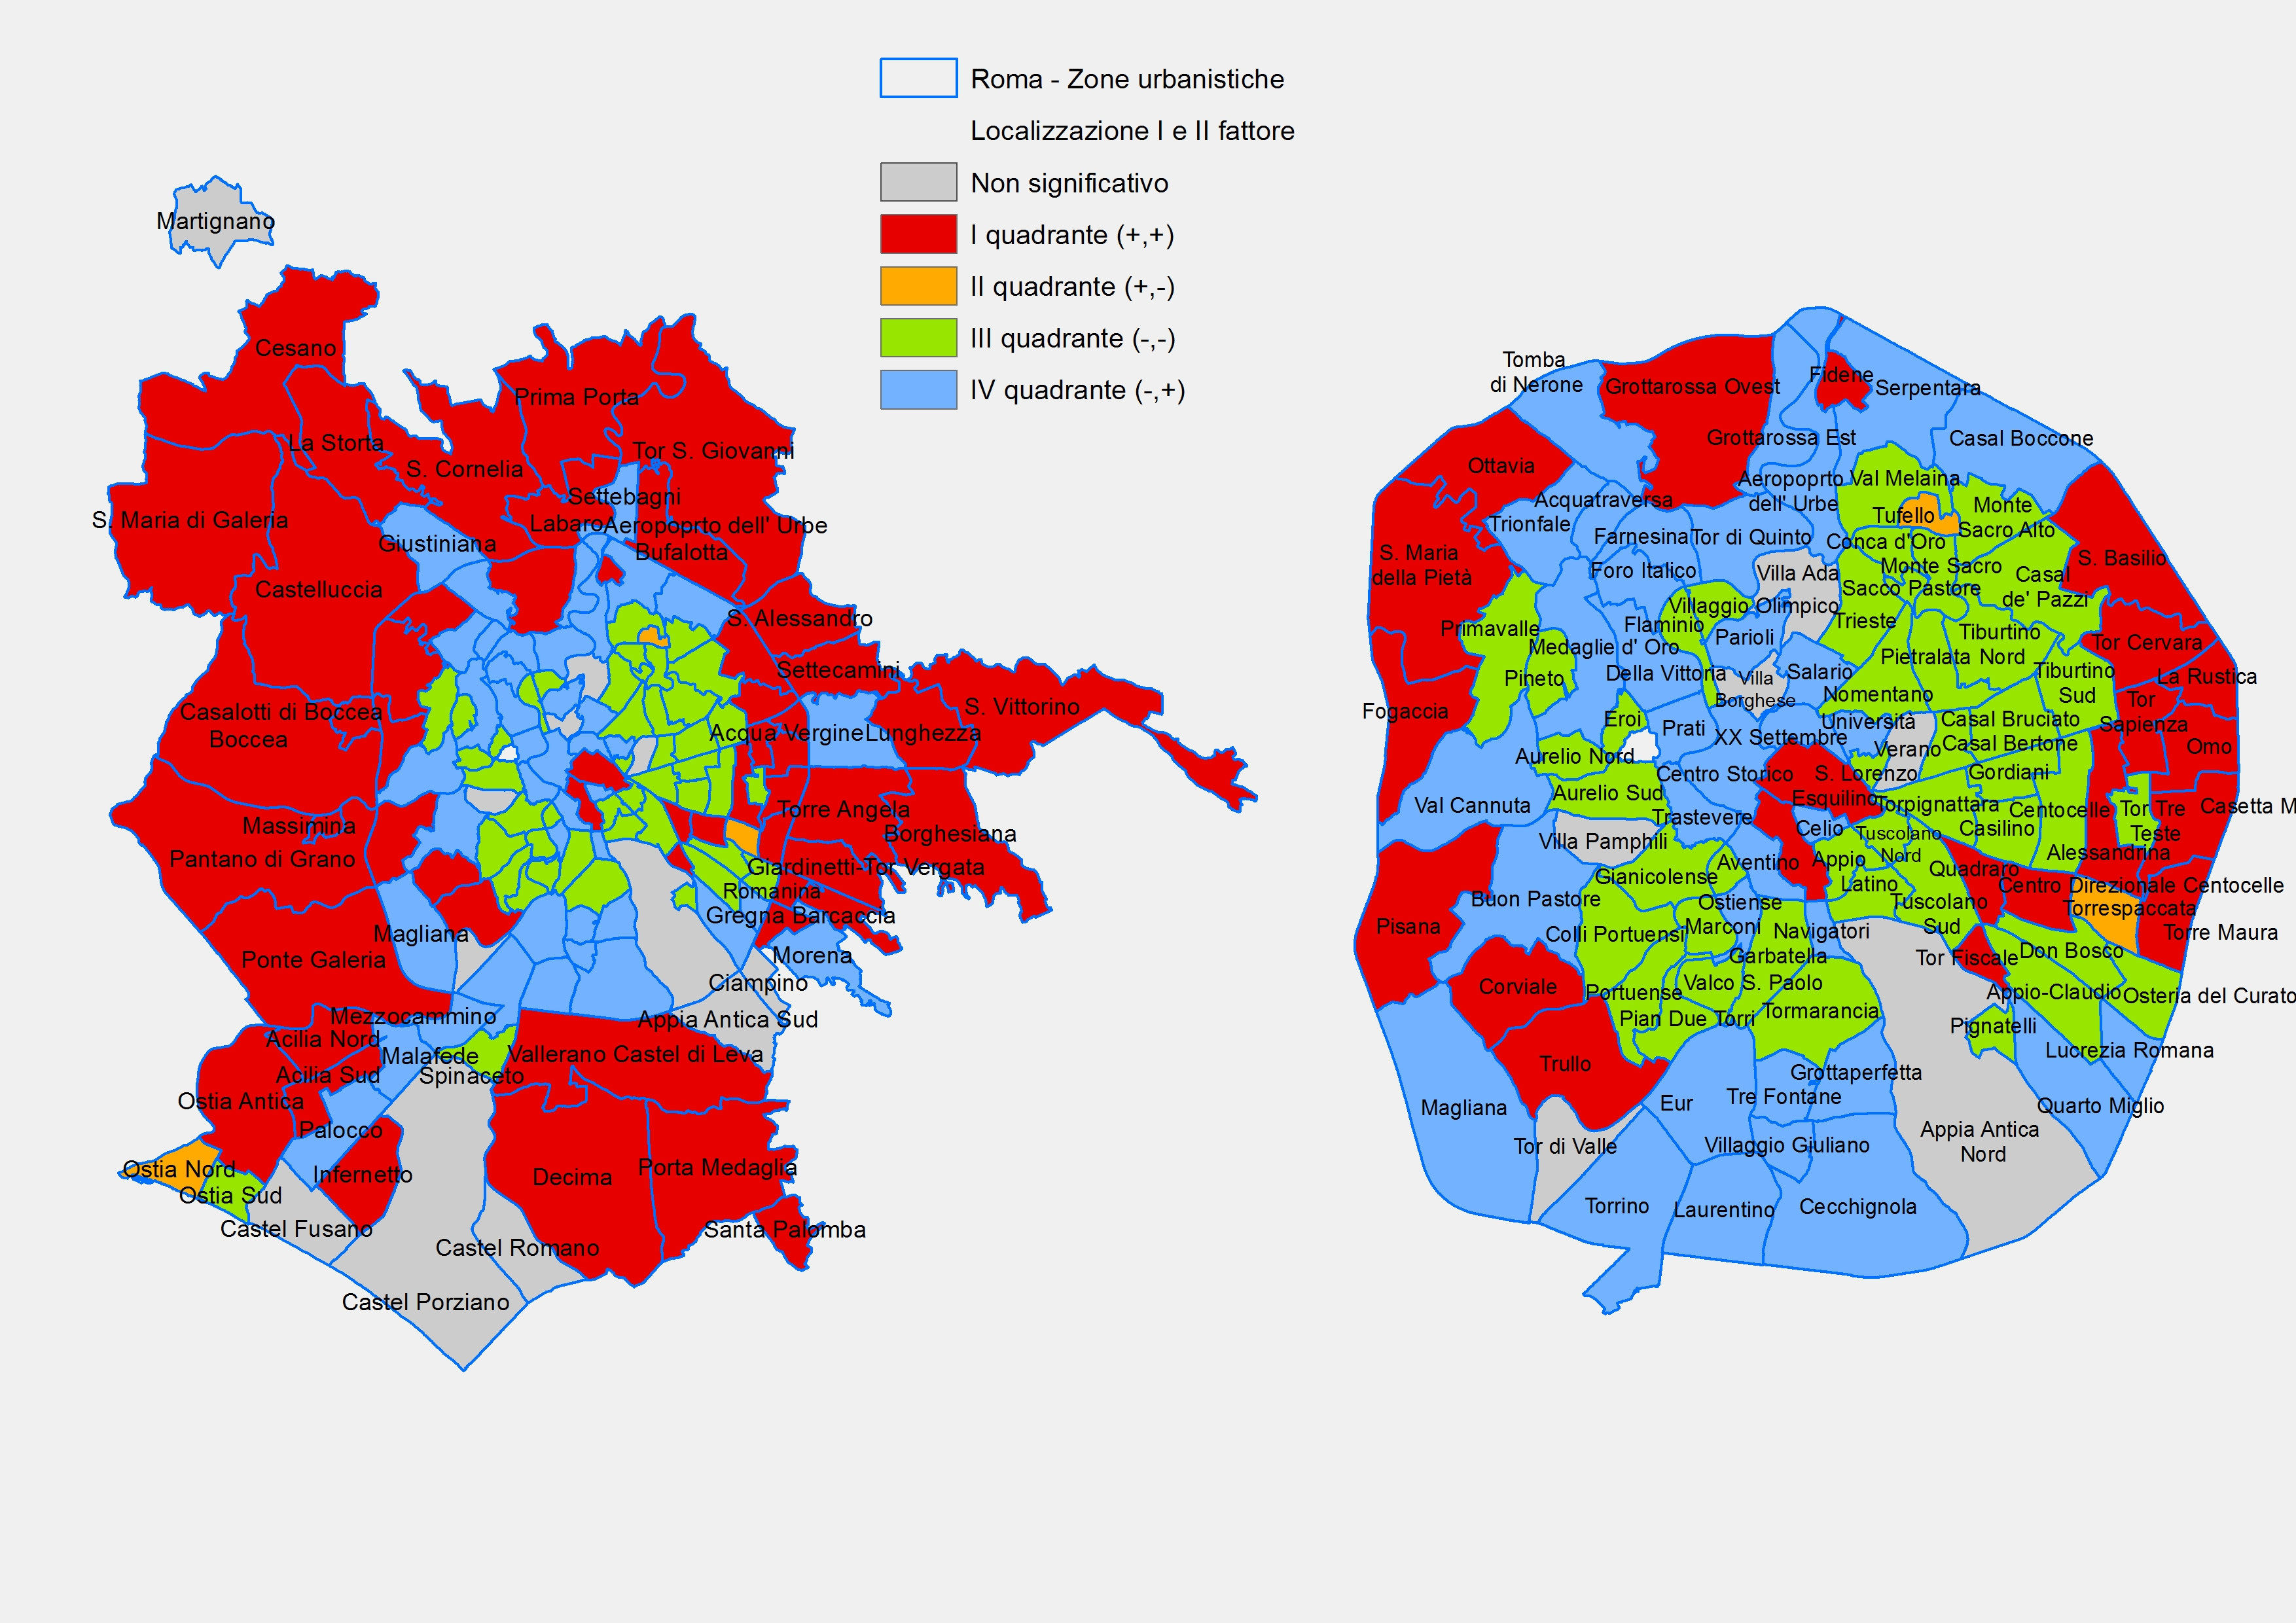 Roma - Zone urbanistiche
Localizzazione I e II fattore
Non significativo
I quadrante (+,+)
II quadrante (+,-)
III quadrante (-,-)
IV quadrante (-,+)
Martignano
Cesano
Prima Porta
La Storta
Tor S. Giovanni
S. Cornelia
Settebagni
S. Maria di Galeria
Labaro
Aeropoprto dell' Urbe
Giustiniana
Bufalotta
Castelluccia
S. Alessandro
Settecamini
S. Vittorino
Casalotti di Boccea
Acqua Vergine
Lunghezza
Boccea
Torre Angela
Massimina
Borghesiana
Pantano di Grano
Giardinetti-Tor Vergata
Romanina
Gregna Barcaccia
Magliana
Morena
Ponte Galeria
Ciampino
Mezzocammino
Appia Antica Sud
Acilia Nord
Malafede
Vallerano Castel di Leva
Acilia Sud
Spinaceto
Ostia Antica
Palocco
Ostia Nord
Infernetto
Decima
Porta Medaglia
Ostia Sud
Castel Fusano
Santa Palomba
Castel Romano
Castel Porziano
Tomba
di Nerone
Grottarossa Ovest
Fidene
Serpentara
Grottarossa Est
Casal Boccone
Ottavia
Aeropoprto
dell' Urbe
Val Melaina
Acquatraversa
Trionfale
Tufello
Monte
Sacro Alto
Farnesina
Tor di Quinto
Conca d'Oro
S. Maria
della Pietà
Foro Italico
Villa Ada
Monte Sacro
S. Basilio
Sacco Pastore
Casal
de' Pazzi
Villaggio Olimpico
Primavalle
Flaminio
Trieste
Medaglie d' Oro
Parioli
Tiburtino
Tor Cervara
Pietralata Nord
Pineto
Della Vittoria
Villa
Borghese
Salario
Tiburtino
Sud
La Rustica
Nomentano
Fogaccia
Eroi
Prati
Università
Casal Bruciato
Tor
Sapienza
XX Settembre
Verano
Casal Bertone
Omo
Aurelio Nord
Centro Storico
S. Lorenzo
Gordiani
Aurelio Sud
Esquilino
Val Cannuta
Torpignattara
Centocelle
Tor Tre
Teste
Casetta M
Trastevere
Celio
Tuscolano
Nord
Casilino
Villa Pamphili
Alessandrina
Aventino
Appio
Latino
Quadraro
Gianicolense
Centro Direzionale Centocelle
Buon Pastore
Ostiense
Tuscolano
Sud
Torrespaccata
Pisana
Colli Portuensi
Marconi
Navigatori
Torre Maura
Garbatella
Tor Fiscale
Don Bosco
Corviale
Portuense
Valco S. Paolo
Appio-Claudio
Osteria del Curato
Pian Due Torri
Tormarancia
Pignatelli
Trullo
Lucrezia Romana
Grottaperfetta
Magliana
Eur
Tre Fontane
Quarto Miglio
Tor di Valle
Villaggio Giuliano
Appia Antica
Nord
Torrino
Laurentino
Cecchignola